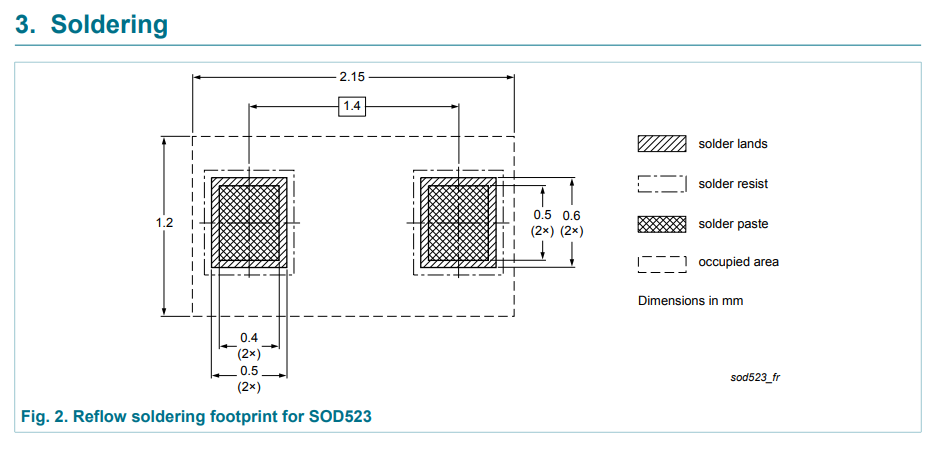 3. Soldering
2.15
1.4
solder lands
solder resist
1.2
0.5 0.6
(2×) (2×)
solder paste
occupied area
Dimensions in mm
0.4
(2×)
0.5
(2×)
sod523_fr
Fig. 2. Reflow soldering footprint for SOD523